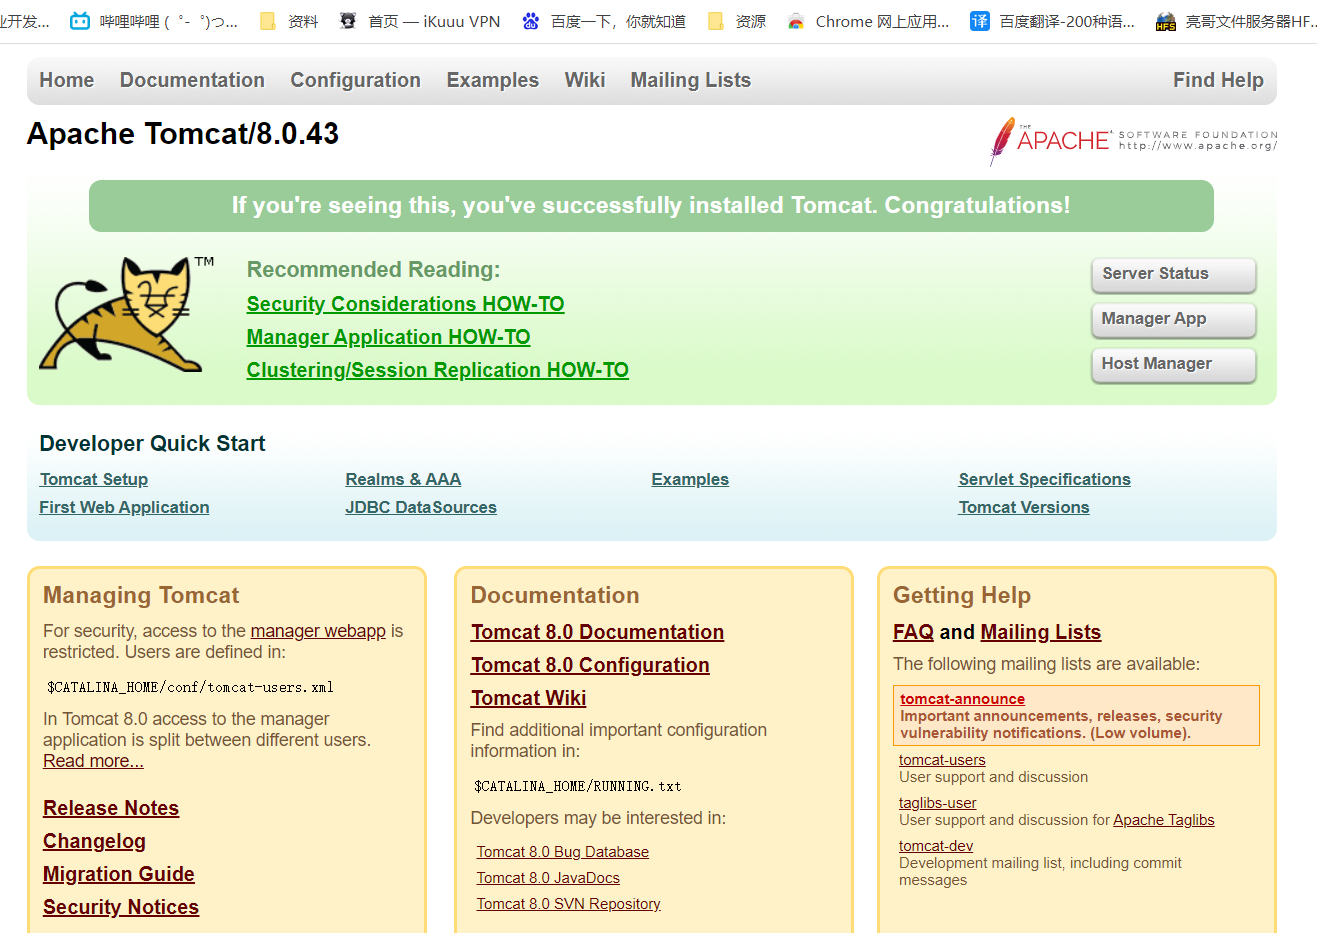 业开发...
哔哩哔哩 ( ゜- ゜)つ...
资料
首页 — iKuuu VPN
百度一下，你就知道
资源
Chrome 网上应用...
译
百度翻译-200种语...
HFS
亮哥文件服务器HF...
Home
Documentation
Configuration
Examples
Wiki
Mailing Lists
Find Help
Apache Tomcat/8.0.43
THE
APACHE
SOFTWARE FOUNDATION
http://www.apache.org/
If you're seeing this, you've successfully installed Tomcat. Congratulations!
TM
Recommended Reading:
Security Considerations HOW-TO
Manager Application HOW-TO
Clustering/Session Replication HOW-TO
Server Status
Manager App
Host Manager
Developer Quick Start
Tomcat Setup
First Web Application
Realms & AAA
JDBC DataSources
Examples
Servlet Specifications
Tomcat Versions
Managing Tomcat
For security, access to the manager webapp is
restricted. Users are defined in:
$CATALINA_HOME/conf/tomcat-users.xml
In Tomcat 8.0 access to the manager
application is split between different users.
Read more...
Release Notes
Changelog
Migration Guide
Security Notices
Documentation
Tomcat 8.0 Documentation
Tomcat 8.0 Configuration
Tomcat Wiki
Find additional important configuration
information in:
$CATALINA_HOME/RUNNING.txt
Developers may be interested in:
Tomcat 8.0 Bug Database
Tomcat 8.0 JavaDocs
Tomcat 8.0 SVN Repository
Getting Help
FAQ and Mailing Lists
The following mailing lists are available:
tomcat-announce
Important announcements, releases, security
vulnerability notifications. (Low volume).
tomcat-users
User support and discussion
taglibs-user
User support and discussion for Apache Taglibs
tomcat-dev
Development mailing list, including commit
messages